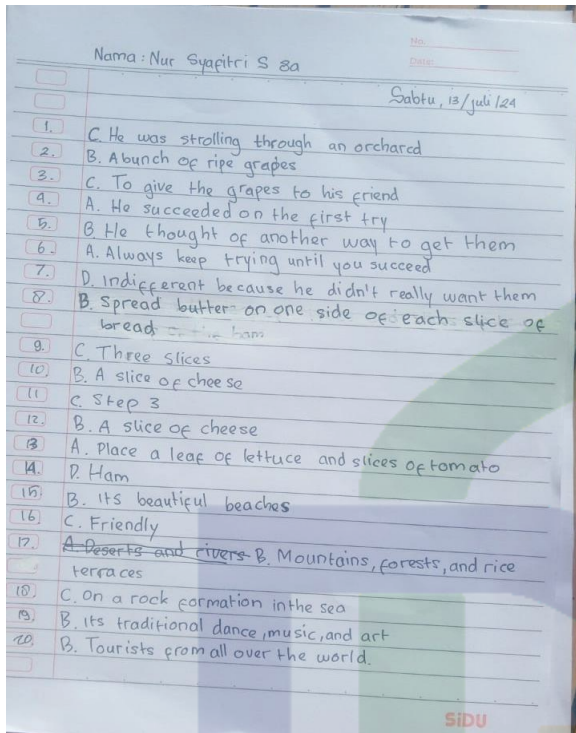 No.
Date:
Nama : Nur Syapitri S 8a
Sabtu, 13/juli/24
1. C. He was strolling through an orcharcd
2. B. A bunch of ripe grapes
3. C. To give the grapes to his friend
4. A. He succeeded on the first try
5. B. He thought of another way to get them
6. A. Always keep trying until you succeed
7. D. indifferent because he didn't really want them
8. B. Spread butter on one side of each slice of
bread
9. C. Three slices
10. B. A slice of cheese
11 C. Step 3
12. B. A slice of cheese
13 A. Place a leaf of lettuce and slices of tomato
14. D. Ham
15 B. its beautiful beaches
16 C. Friendly
17. A. Deserts and rivers B. Mountains, forests, and rice
terraces
18. C. On a rock formation in the sea
19. B. its traditional dance, music, and art
20. B. Tourists from all over the world.
SiDU